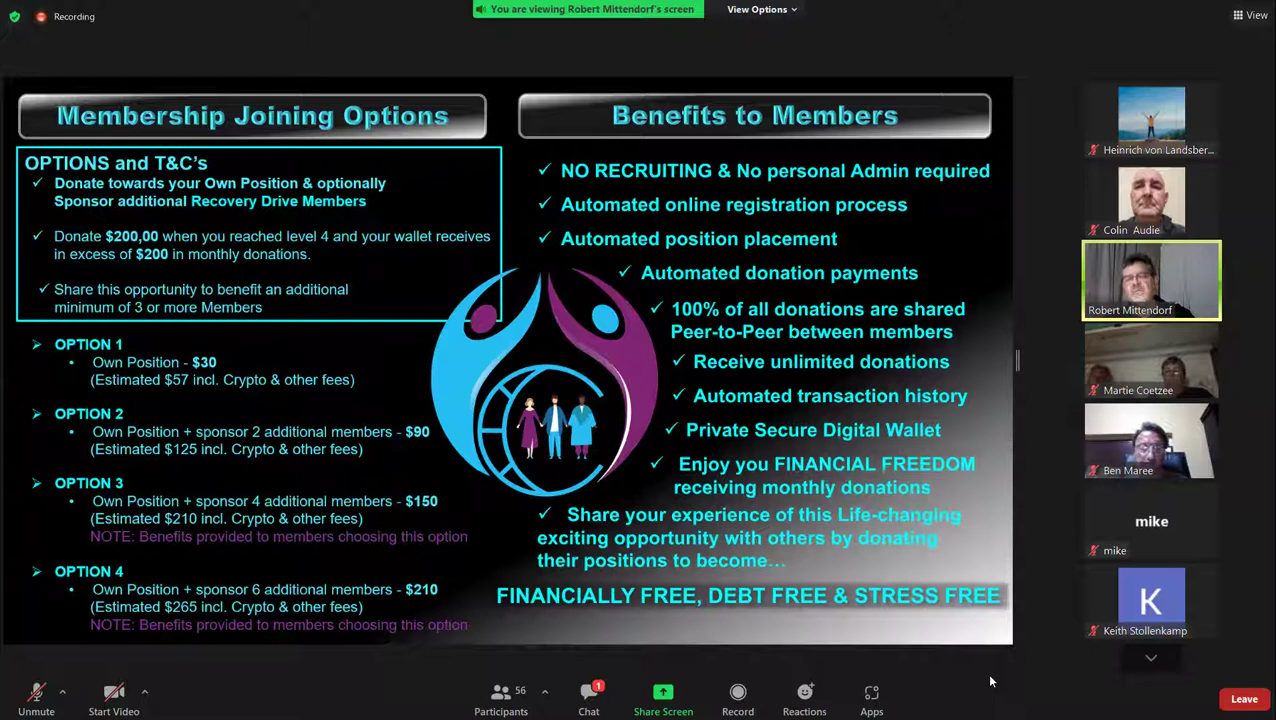 Recording
You are viewing Robert Mittendorf's screen
View Options
View
Membership Joining Options
OPTIONS and T&C's
Donate towards your Own Position & optionally
Sponsor additional Recovery Drive Members
Donate $200,00 when you reached level 4 and your wallet receives
in excess of $200 in monthly donations.
Share this opportunity to benefit an additional
minimum of 3 or more Members
OPTION 1
Own Position - $30
(Estimated $57 incl. Crypto & other fees)
OPTION 2
Own Position + sponsor 2 additional members - $90
(Estimated $125 incl. Crypto & other fees)
OPTION 3
Own Position + sponsor 4 additional members - $150
(Estimated $210 incl. Crypto & other fees)
NOTE: Benefits provided to members choosing this option
OPTION 4
Own Position + sponsor 6 additional members - $210
(Estimated $265 incl. Crypto & other fees)
NOTE: Benefits provided to members choosing this option
Benefits to Members
NO RECRUITING & No personal Admin required
Automated online registration process
Automated position placement
Automated donation payments
100% of all donations are shared
Peer-to-Peer between members
Receive unlimited donations
Automated transaction history
Private Secure Digital Wallet
Enjoy you FINANCIAL FREEDOM
receiving monthly donations
Share your experience of this Life-changing
exciting opportunity with others by donating
their positions to become…
FINANCIALLY FREE, DEBT FREE & STRESS FREE
Heinrich von Landsber...
Colin Audie
Robert Mittendorf
Martie Coetzee
Ben Maree
mike
mike
K
Keith Stollenkamp
Unmute
Start Video
56
Participants
1
Chat
Share Screen
Record
Reactions
Apps
Leave